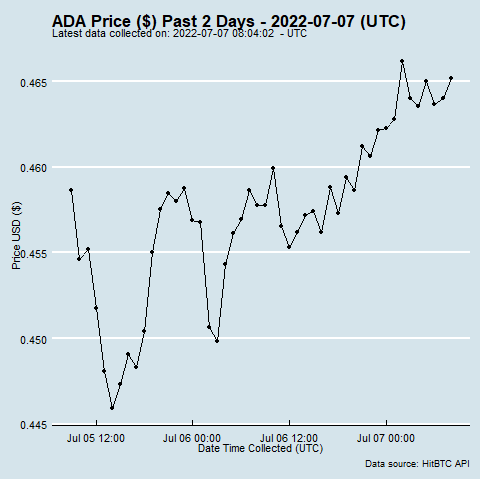 ADA Price ($) Past 2 Days - 2022-07-07 (UTC)
Latest data collected on: 2022-07-07 08:04:02 - UTC
Price USD ($)
0.465
0.460
0.455
0.450
0.445
Jul 05 12:00 Jul 06 00:00 Jul 06 12:00 Jul 07 00:00
Date Time Collected (UTC)
Data source: HitBTC API